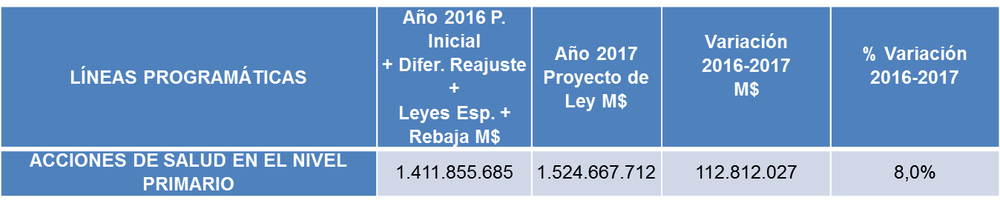 LÍNEAS PROGRAMÁTICAS
Año 2016 P.
Inicial
+ Difer. Reajuste
+
Leyes Esp. +
Rebaja M$
Año 2017
Proyecto de
Ley M$
Variación
2016-2017
M$
% Variación
2016-2017
ACCIONES DE SALUD EN EL NIVEL
PRIMARIO
1.411.855.685
1.524.667.712
112.812.027
8,0%